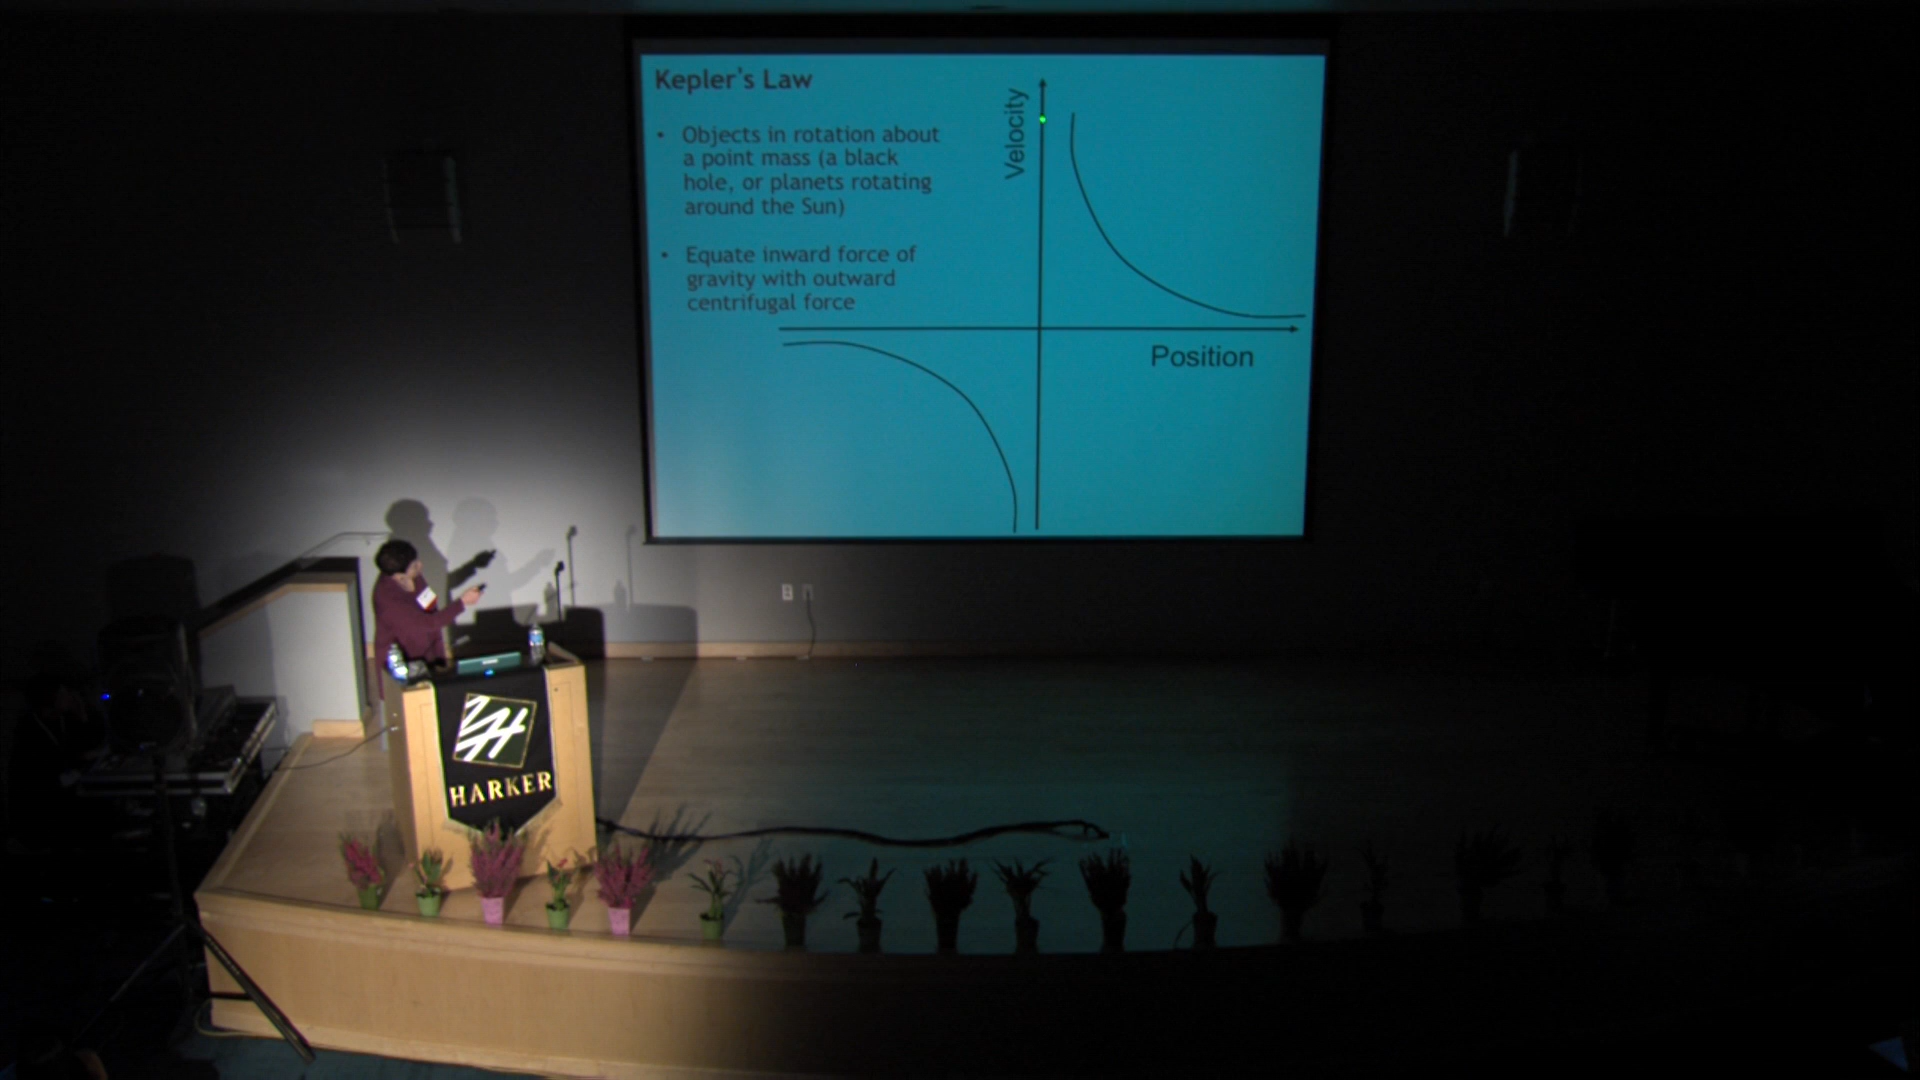 Kepler's Law
• Objects in rotation about
a point mass (a black
hole, or planets rotating
around the Sun)
• Equate inward force of
gravity with outward
centrifugal force
Velocity
Position
HARKER